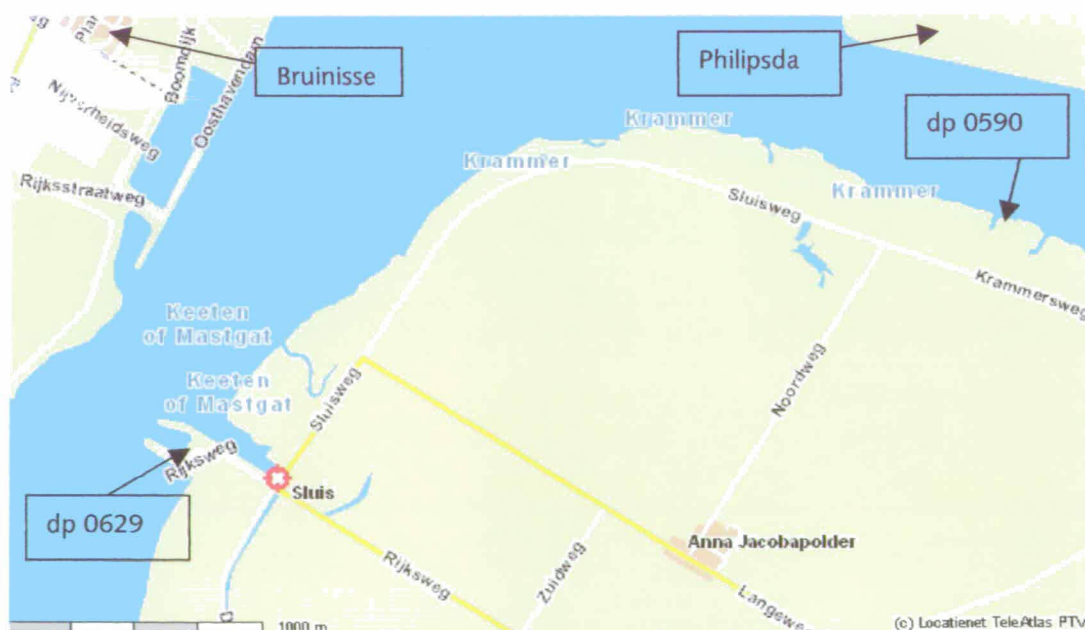 Boomdijk
Oosthavendam
Bruinisse
Philipsda
dp 0590
Nijverheidsweg
Rijksstraatweg
Krammer
Krammer
Krammer
Sluisweg
Krammersweg
Keeten
of Mastgat
Keeten
of Mastgat
Sluisweg
Noordweg
Rijksweg
Sluis
dp 0629
Anna Jacobapolder
Rijksweg
Zuidweg
Langeweg
1000 m
(c) Locatienet TeleAtlas PTV